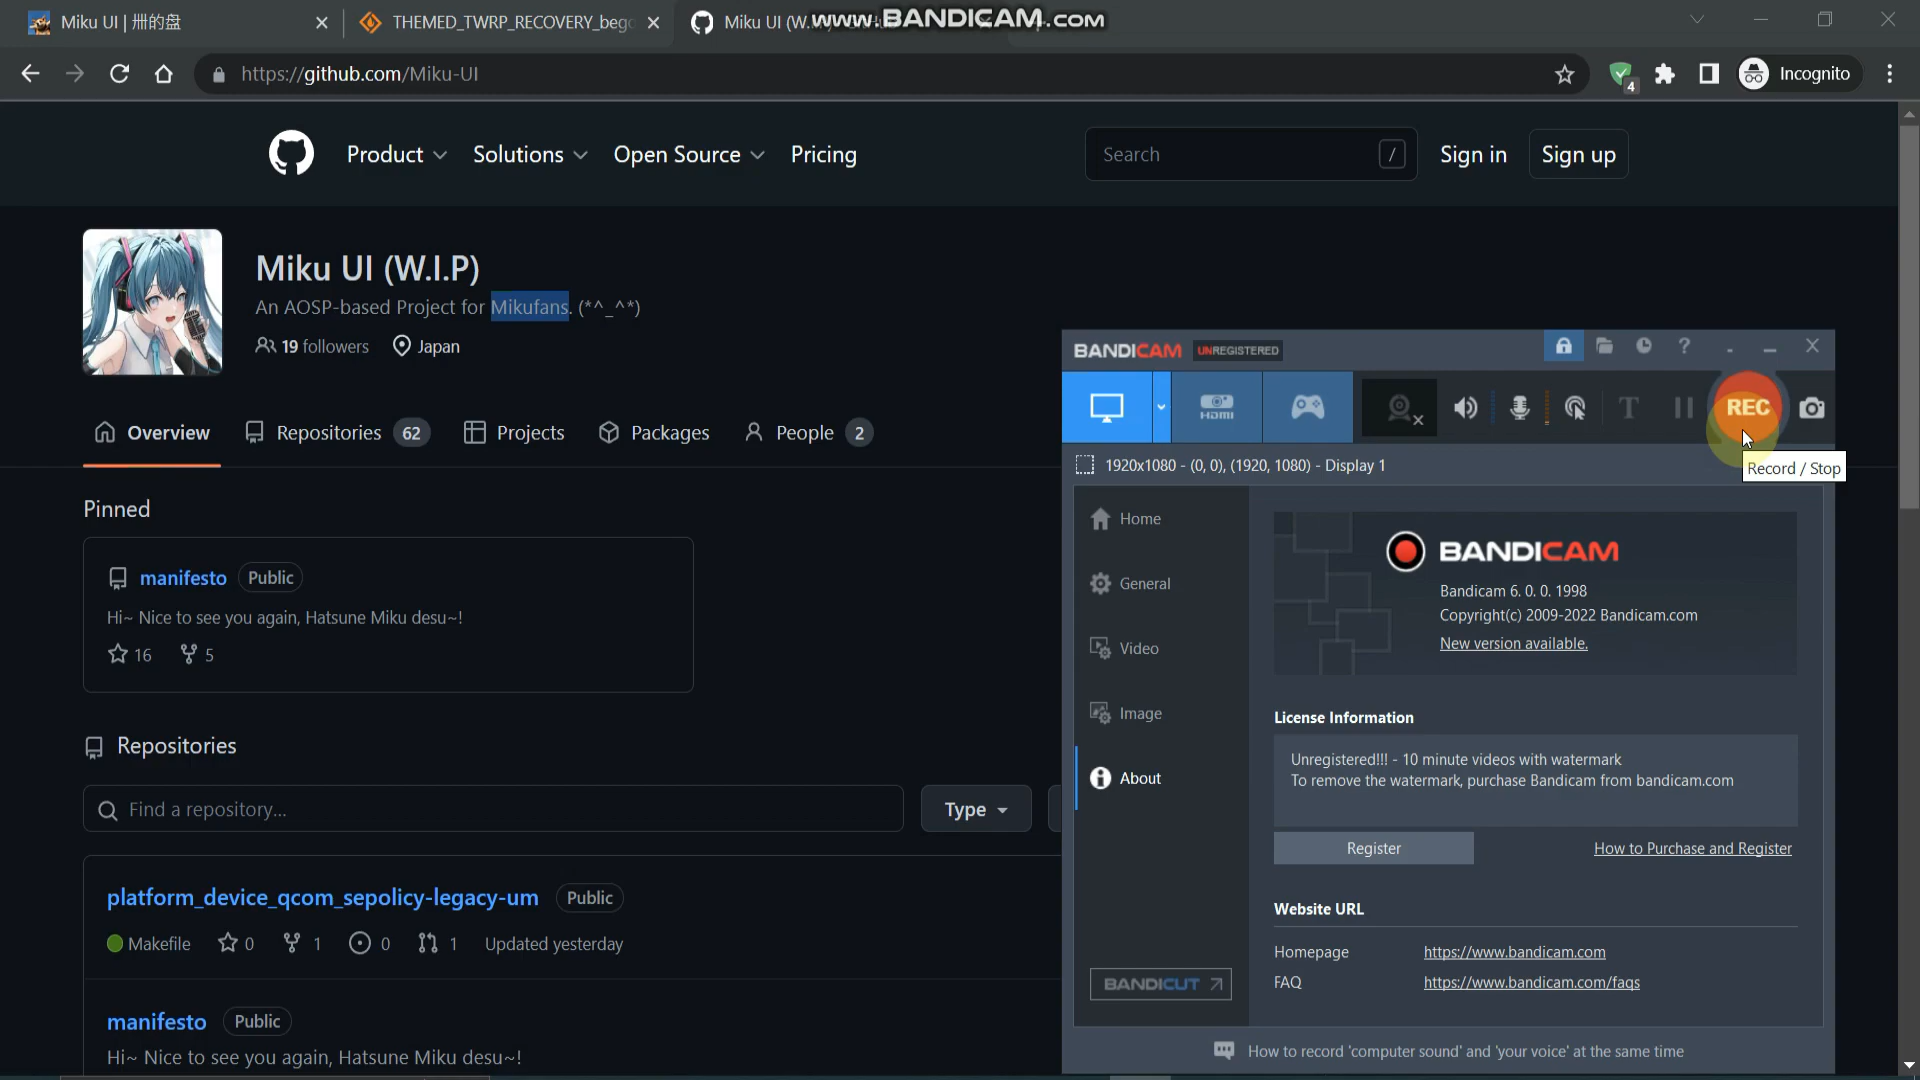 Miku UI | 卅的盘
THEMED_TWRP_RECOVERY_bego
Miku UI (W.
www.BANDICAM.com
https://github.com/Miku-UI
4
Incognito
Product
Solutions
Open Source
Pricing
Search
/
Sign in
Sign up
Miku UI (W.I.P)
An AOSP-based Project for Mikufans. (*^_^*)
19 followers
Japan
Overview
Repositories 62
Projects
Packages
People 2
Pinned
manifesto Public
Hi~ Nice to see you again, Hatsune Miku desu~!
16
5
Repositories
Find a repository...
Type
platform_device_qcom_sepolicy-legacy-um Public
Makefile 0 1 0 1 Updated yesterday
manifesto Public
Hi~ Nice to see you again, Hatsune Miku desu~!
BANDICAM UNREGISTERED
?
HDMI
T
REC
Record / Stop
1920x1080 - (0, 0), (1920, 1080) - Display 1
Home
General
Video
Image
About
BANDICUT
BANDICAM
Bandicam 6. 0. 0. 1998
Copyright(c) 2009-2022 Bandicam.com
New version available.
License Information
Unregistered!!! - 10 minute videos with watermark
To remove the watermark, purchase Bandicam from bandicam.com
Register
How to Purchase and Register
Website URL
Homepage https://www.bandicam.com
FAQ https://www.bandicam.com/faqs
How to record 'computer sound' and 'your voice' at the same time